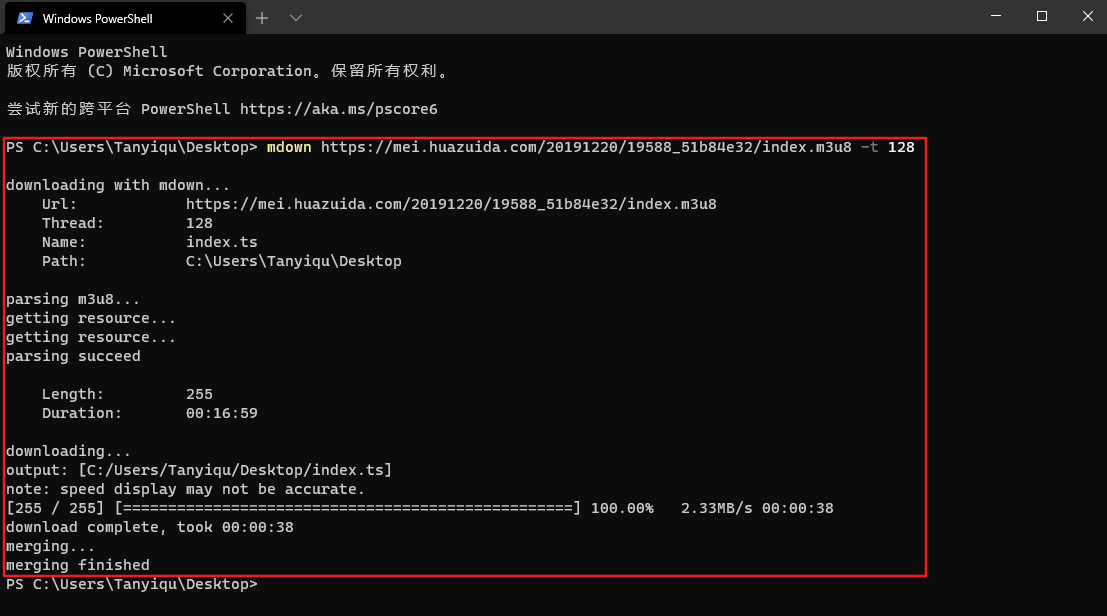 Windows PowerShell
Windows PowerShell
版权所有 (C) Microsoft Corporation。保留所有权利。
尝试新的跨平台 PowerShell https://aka.ms/pscore6
PS C:\Users\Tanyiqu\Desktop> mdown https://mei.huazuida.com/20191220/19588_51b84e32/index.m3u8 -t 128
downloading with mdown...
Url: https://mei.huazuida.com/20191220/19588_51b84e32/index.m3u8
Thread: 128
Name: index.ts
Path: C:\Users\Tanyiqu\Desktop
parsing m3u8...
getting resource...
getting resource...
parsing succeed
Length: 255
Duration: 00:16:59
downloading...
output: [C:/Users/Tanyiqu/Desktop/index.ts]
note: speed display may not be accurate.
[255 / 255] [==================================================] 100.00% 2.33MB/s 00:00:38
download complete, took 00:00:38
merging...
merging finished
PS C:\Users\Tanyiqu\Desktop>